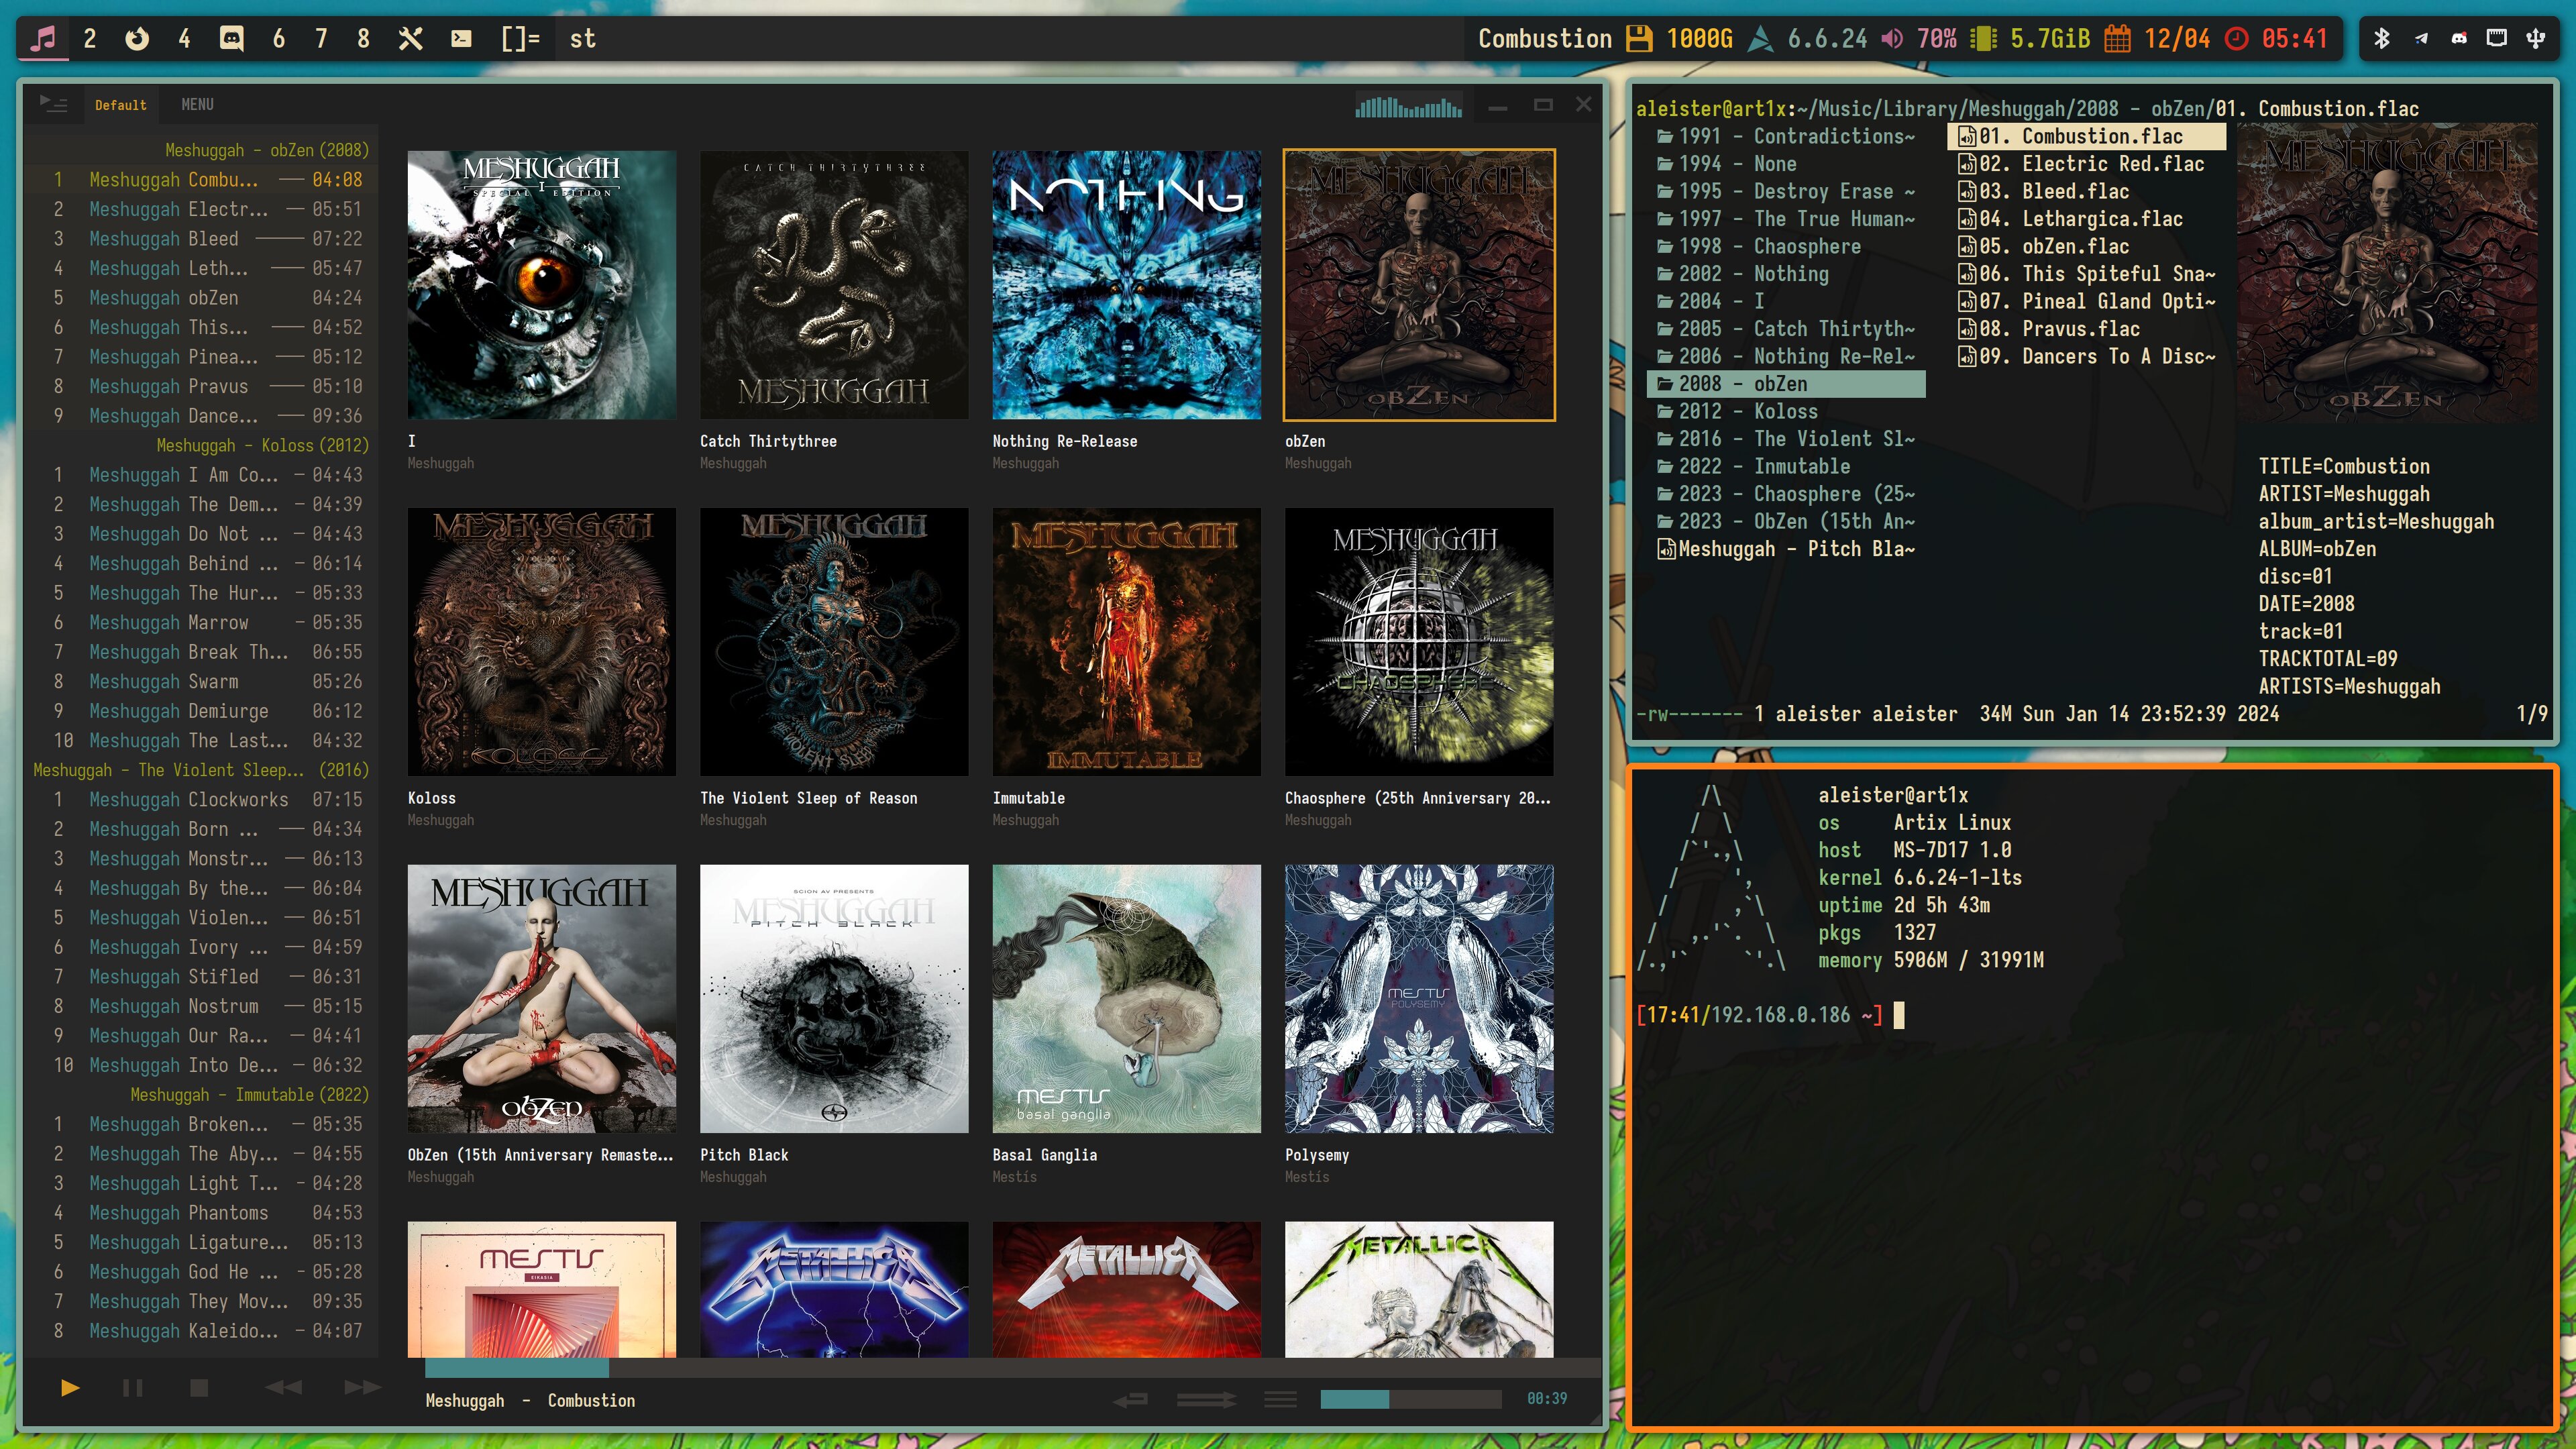 2 4 6 7 8 []= st
Combustion 1000G 6.6.24 70% 5.7GiB 12/04 05:41
Default MENU
Meshuggah - obZen (2008)
1 Meshuggah Combu... 04:08
2 Meshuggah Electr... 05:51
3 Meshuggah Bleed 07:22
4 Meshuggah Leth... 05:47
5 Meshuggah obZen 04:24
6 Meshuggah This... 04:52
7 Meshuggah Pinea... 05:12
8 Meshuggah Pravus 05:10
9 Meshuggah Dance... 09:36
Meshuggah - Koloss (2012)
1 Meshuggah I Am Co... 04:43
2 Meshuggah The Dem... 04:39
3 Meshuggah Do Not ... 04:43
4 Meshuggah Behind ... 06:14
5 Meshuggah The Hur... 05:33
6 Meshuggah Marrow 05:35
7 Meshuggah Break Th... 06:55
8 Meshuggah Swarm 05:26
9 Meshuggah Demiurge 06:12
10 Meshuggah The Last... 04:32
Meshuggah - The Violent Sleep... (2016)
1 Meshuggah Clockworks 07:15
2 Meshuggah Born ... 04:34
3 Meshuggah Monstr... 06:13
4 Meshuggah By the... 06:04
5 Meshuggah Violen... 06:51
6 Meshuggah Ivory ... 04:59
7 Meshuggah Stifled 06:31
8 Meshuggah Nostrum 05:15
9 Meshuggah Our Ra... 04:41
10 Meshuggah Into De... 06:32
Meshuggah - Immutable (2022)
1 Meshuggah Broken... 05:35
2 Meshuggah The Aby... 04:55
3 Meshuggah Light T... 04:28
4 Meshuggah Phantoms 04:53
5 Meshuggah Ligature... 05:13
6 Meshuggah God He ... 05:28
7 Meshuggah They Mov... 09:35
8 Meshuggah Kaleido... 04:07
MESHUGGAH
I
SPECIAL EDITION
CATCH THIRTYTHREE
MESHUGGAH
NOTHING
MESHUGGAH
OBZEN
I
Meshuggah
Catch Thirtythree
Meshuggah
Nothing Re-Release
Meshuggah
obZen
Meshuggah
MESHUGGAH
KOLOSS
MESHUGGAH
VIOLENT SLEEP
MESHUGGAH
IMMUTABLE
MESHUGGAH
CHAOSPHERE
Koloss
Meshuggah
The Violent Sleep of Reason
Meshuggah
Immutable
Meshuggah
Chaosphere (25th Anniversary 20...
Meshuggah
MESHUGGAH
obZen
SCION AV PRESENTS
MESHUGGAH
PITCH BLACK
MESTIS
basal ganglia
MESTIS
POLYSEMY
ObZen (15th Anniversary Remaste...
Meshuggah
Pitch Black
Meshuggah
Basal Ganglia
Mestís
Polysemy
Mestís
MESTIS
EIKASIA
METALLICA
METALLICA
METALLICA
Meshuggah - Combustion
00:39
aleister@art1x:~/Music/Library/Meshuggah/2008 - obZen/01. Combustion.flac
1991 - Contradictions~
1994 - None
1995 - Destroy Erase ~
1997 - The True Human~
1998 - Chaosphere
2002 - Nothing
2004 - I
2005 - Catch Thirtyth~
2006 - Nothing Re-Rel~
2008 - obZen
2012 - Koloss
2016 - The Violent Sl~
2022 - Inmutable
2023 - Chaosphere (25~
2023 - ObZen (15th An~
Meshuggah - Pitch Bla~
01. Combustion.flac
02. Electric Red.flac
03. Bleed.flac
04. Lethargica.flac
05. obZen.flac
06. This Spiteful Sna~
07. Pineal Gland Opti~
08. Pravus.flac
09. Dancers To A Disc~
MESHUGGAH
OBZEN
TITLE=Combustion
ARTIST=Meshuggah
album_artist=Meshuggah
ALBUM=obZen
disc=01
DATE=2008
track=01
TRACKTOTAL=09
ARTISTS=Meshuggah
-rw------- 1 aleister aleister 34M Sun Jan 14 23:52:39 2024 1/9
aleister@art1x
os Artix Linux
host MS-7D17 1.0
kernel 6.6.24-1-lts
uptime 2d 5h 43m
pkgs 1327
memory 5906M / 31991M
[17:41/192.168.0.186 ~]